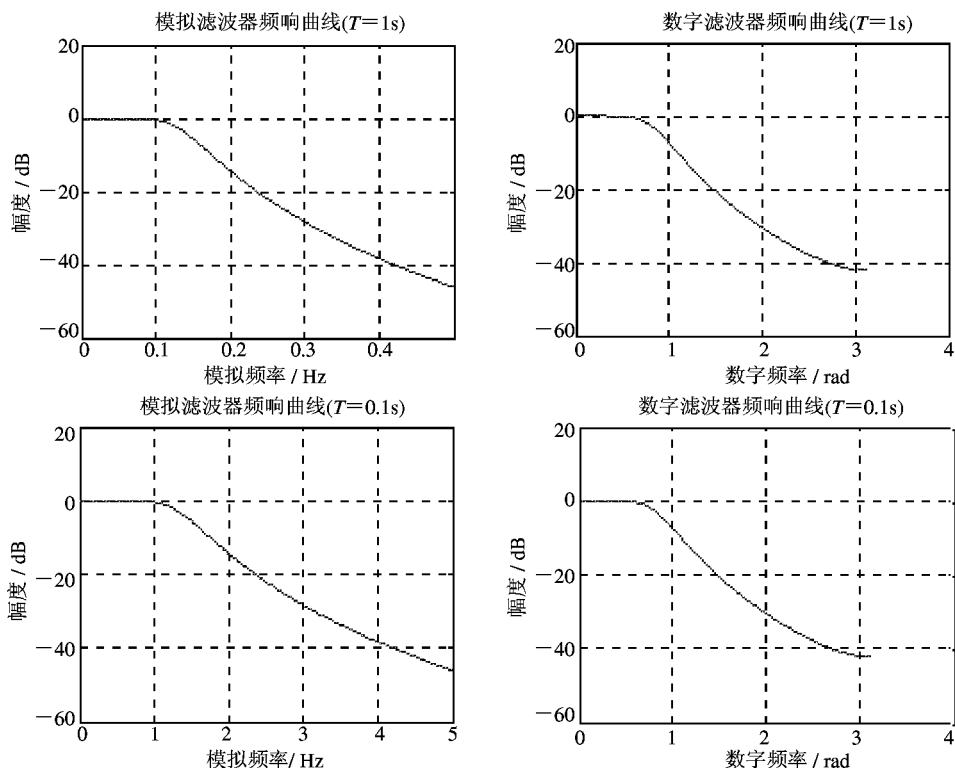 模拟滤波器频响曲线(T＝1s)
20
0
－20
－40
－60
幅度 / dB
0 0.1 0.2 0.3 0.4
模拟频率 / Hz
数字滤波器频响曲线(T＝1s)
20
0
－20
－40
－60
幅度 / dB
0 1 2 3 4
数字频率 / rad
模拟滤波器频响曲线(T＝0.1s)
20
0
－20
－40
－60
幅度 / dB
0 1 2 3 4 5
模拟频率 / Hz
数字滤波器频响曲线(T＝0.1s)
20
0
－20
－40
－60
幅度 / dB
0 1 2 3 4
数字频率 / rad